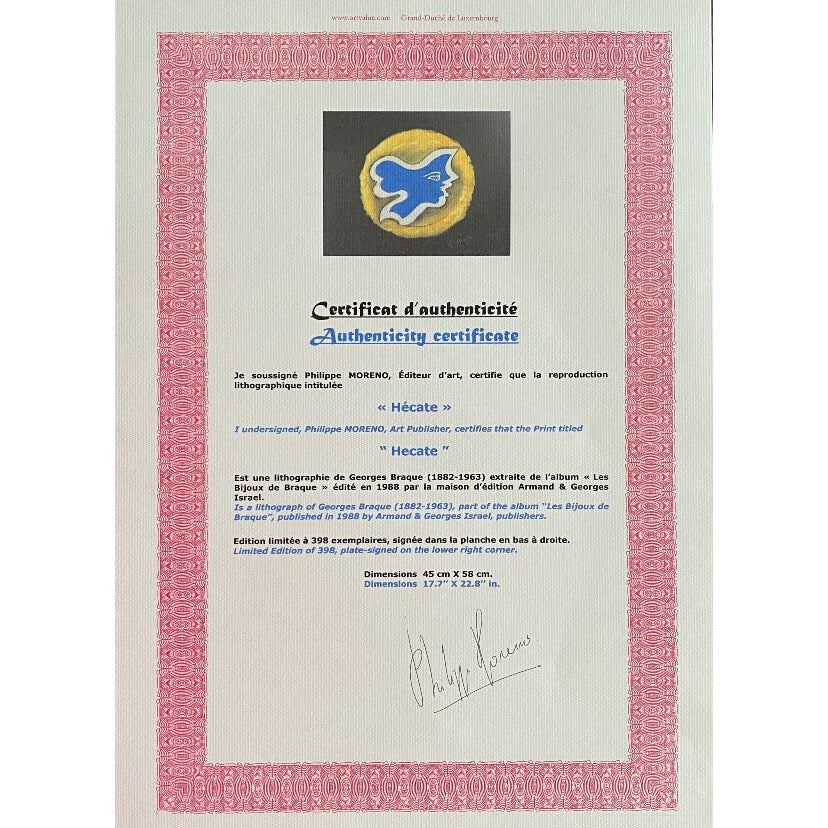 www.artvalue.com Grand-Duché de Luxembourg
Certificat d'authenticité
Authenticity certificate
Je soussigné Philippe MORENO, Éditeur d'art, certifie que la reproduction
lithographique intitulée
« Hécate »
I undersigned, Philippe MORENO, Art Publisher, certifies that the Print titled
“ Hecate ”
Est une lithographie de Georges Braque (1882-1963) extraite de l'album « Les
Bijoux de Braque » édité en 1988 par la maison d'édition Armand & Georges
Israel.
Is a lithograph of Georges Braque (1882-1963), part of the album “Les Bijoux de
Braque”, published in 1988 by Armand & Georges Israel, publishers.
Edition limitée à 398 exemplaires, signée dans la planche en bas à droite.
Limited Edition of 398, plate-signed on the lower right corner.
Dimensions 45 cm X 58 cm.
Dimensions 17.7’’ X 22.8’’ in.
Philippe Moreno